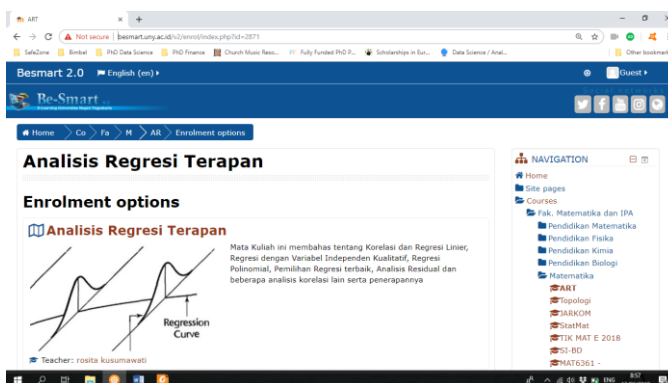 ART
Not secure | besmart.uny.ac.id/v2/enrol/index.php?id=2871
SafeZone
Bimbel
PhD Data Science
PhD Finance
Church Music Reso...
Fully Funded PhD P...
Scholarships in Eur...
Data Science / Anal...
Other bookmark
Besmart 2.0
English (en)
Guest
Be-Smart
Social networks
Home
Co
Fa
M
AR
Enrolment options
Analisis Regresi Terapan
Enrolment options
Analisis Regresi Terapan
Mata Kuliah ini membahas tentang Korelasi dan Regresi Linier,
Regresi dengan Variabel Independen Kualitatif, Regresi
Polinomial, Pemilihan Regresi terbaik, Analisis Residual dan
beberapa analisis korelasi lain serta penerapannya
Regression
Curve
Teacher: rosita kusumawati
NAVIGATION
Home
Site pages
Courses
Fak. Matematika dan IPA
Pendidikan Matematika
Pendidikan Fisika
Pendidikan Kimia
Pendidikan Biologi
Matematika
ART
Topologi
JARKOM
StatMat
TIK MAT E 2018
SI-BD
MAT6361 -
ENG
8:57